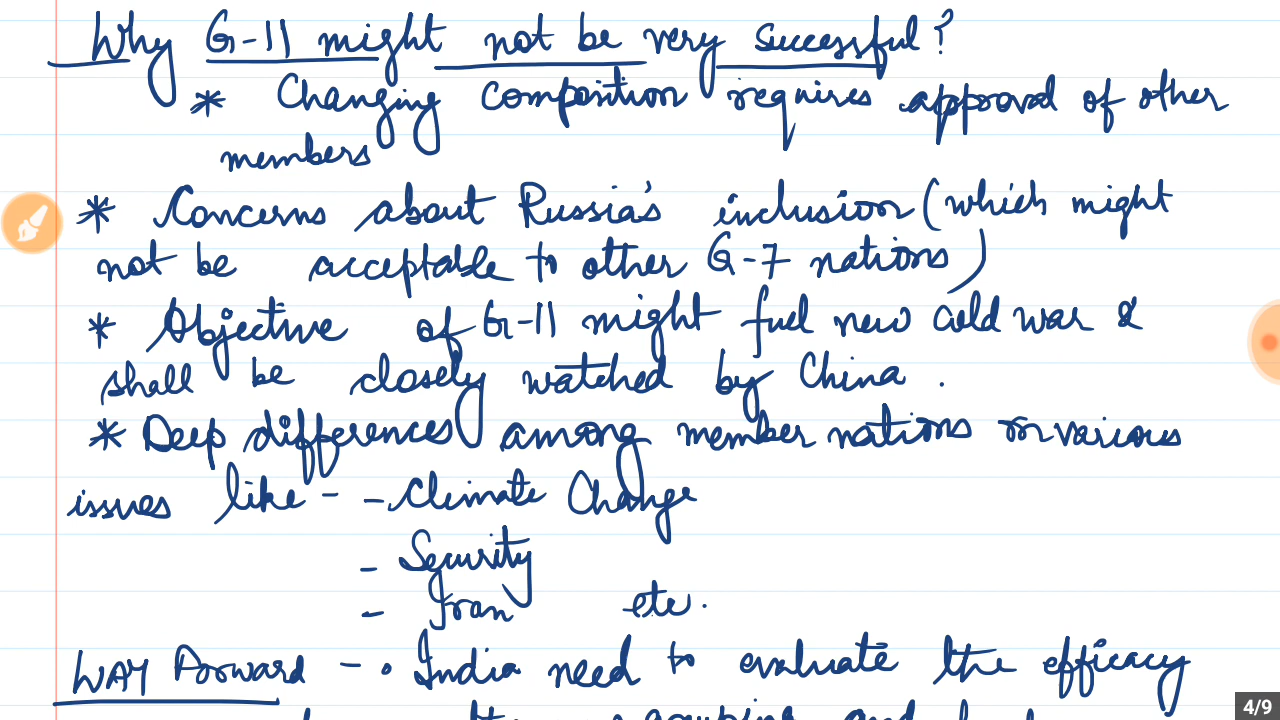 Why G-11 might not be very successful?
* Changing composition requires approval of other
members
* Concerns about Russia's inclusion (which might
not be acceptable to other G-7 nations)
* Objective of G-11 might fuel new cold war &
shall be closely watched by China.
* Deep differences among member nations on various
issues like - - Climate Change
- Security
- Iran etc.
WAY Forward - • India need to evaluate the efficacy
4/9